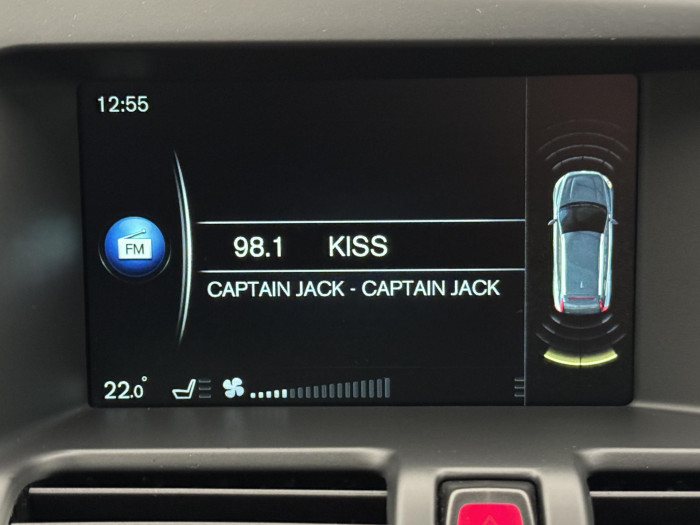 12:55
FM
98.1 KISS
CAPTAIN JACK - CAPTAIN JACK
22.0°